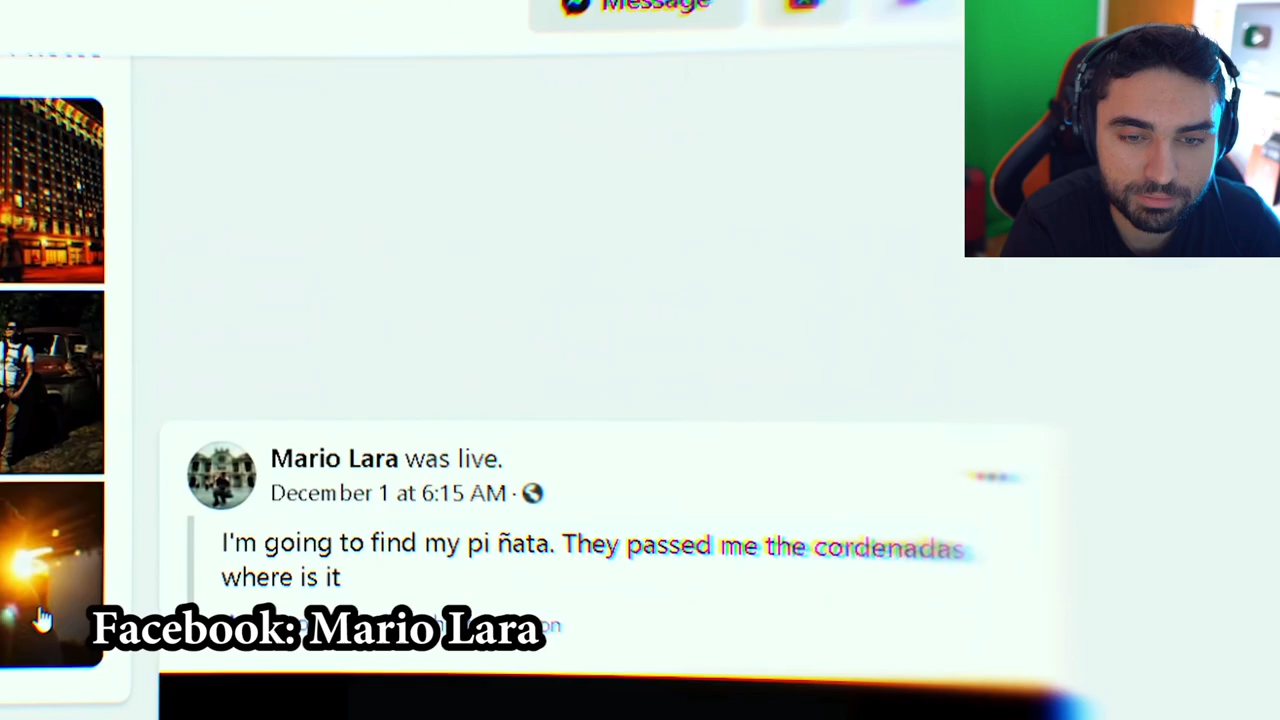 Message
Mario Lara was live.
December 1 at 6:15 AM ·
I'm going to find my pi ñata. They passed me the cordenadas
where is it
Facebook: Mario Lara